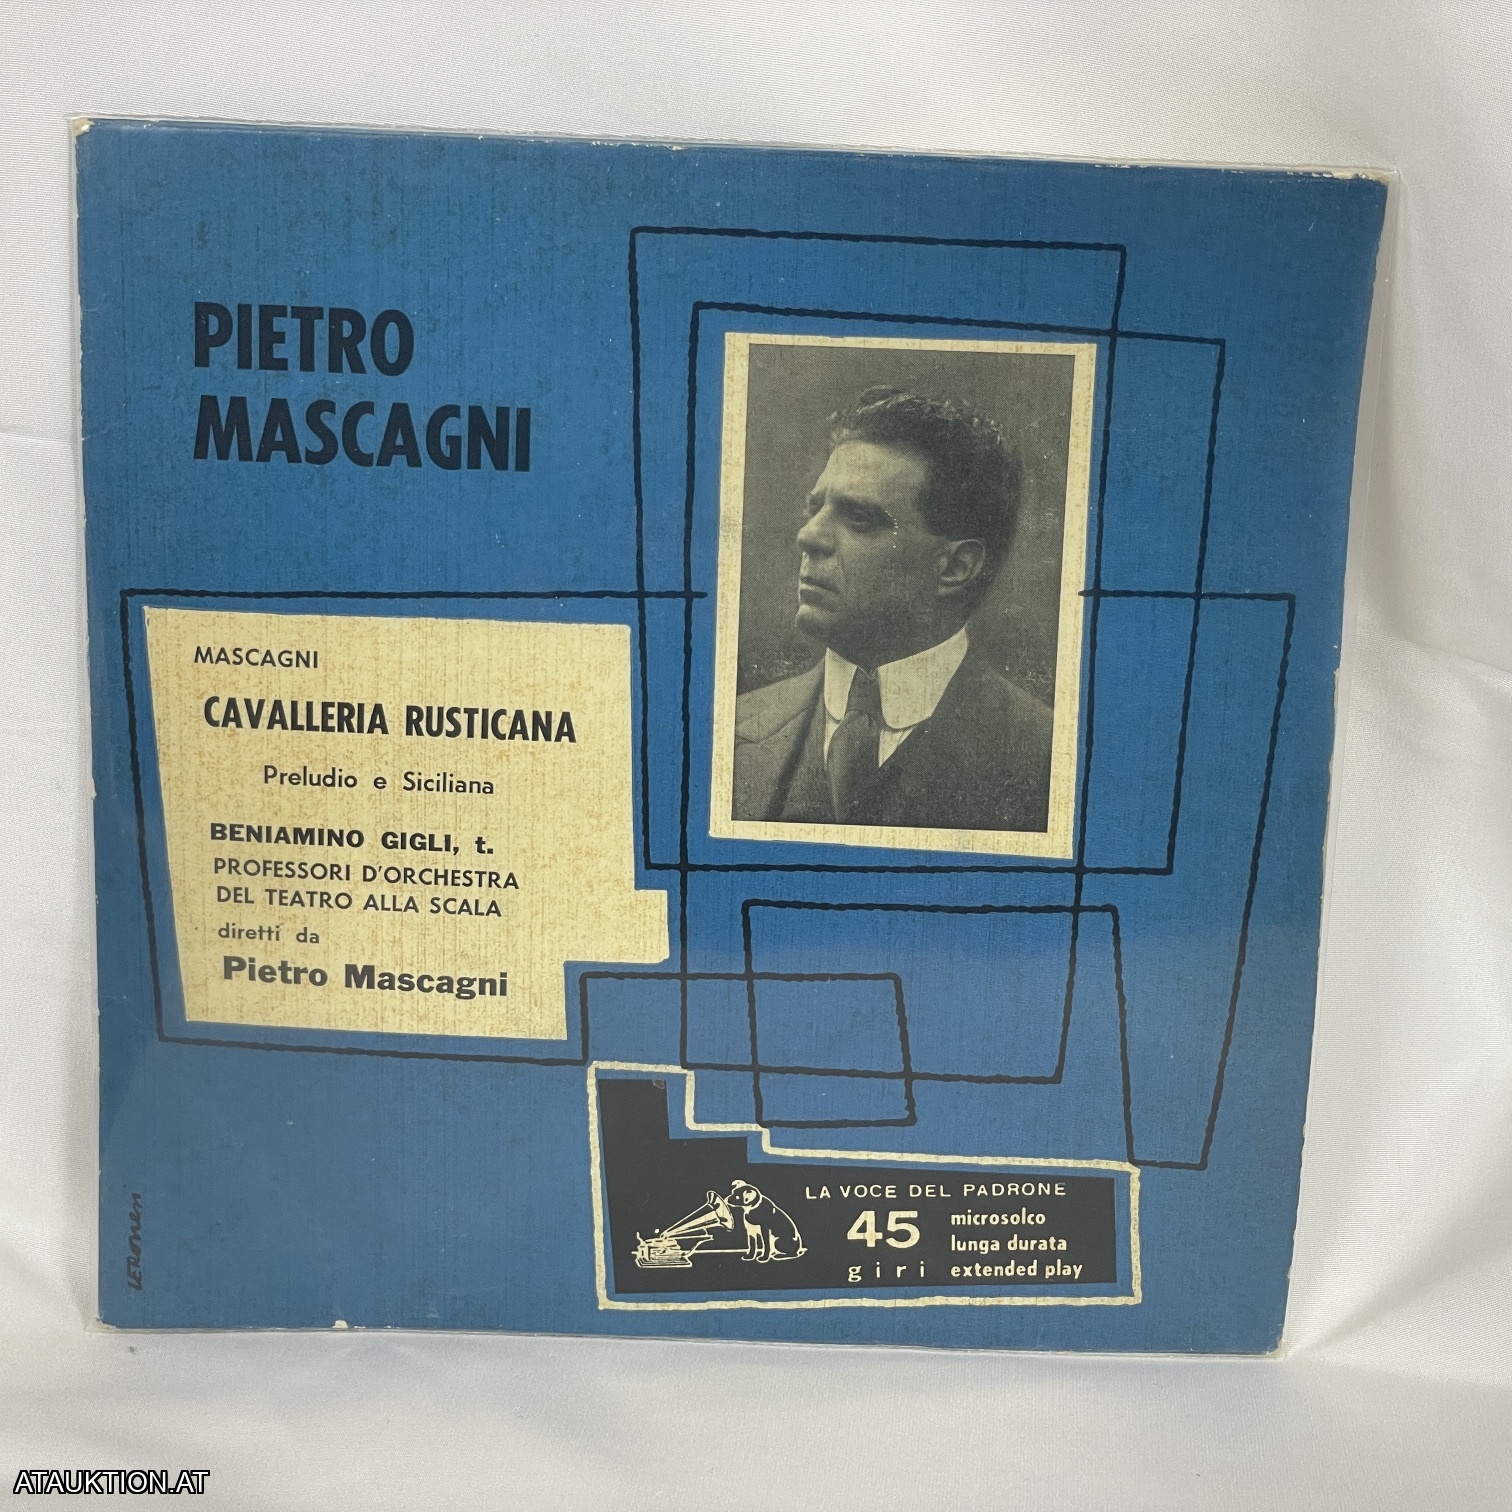 PIETRO
MASCAGNI
MASCAGNI
CAVALLERIA RUSTICANA
Preludio e Siciliana
BENIAMINO GIGLI, t.
PROFESSORI D'ORCHESTRA
DEL TEATRO ALLA SCALA
diretti da
Pietro Mascagni
LA VOCE DEL PADRONE
45
giri
microsolco
lunga durata
extended play
ATAUKTION.AT